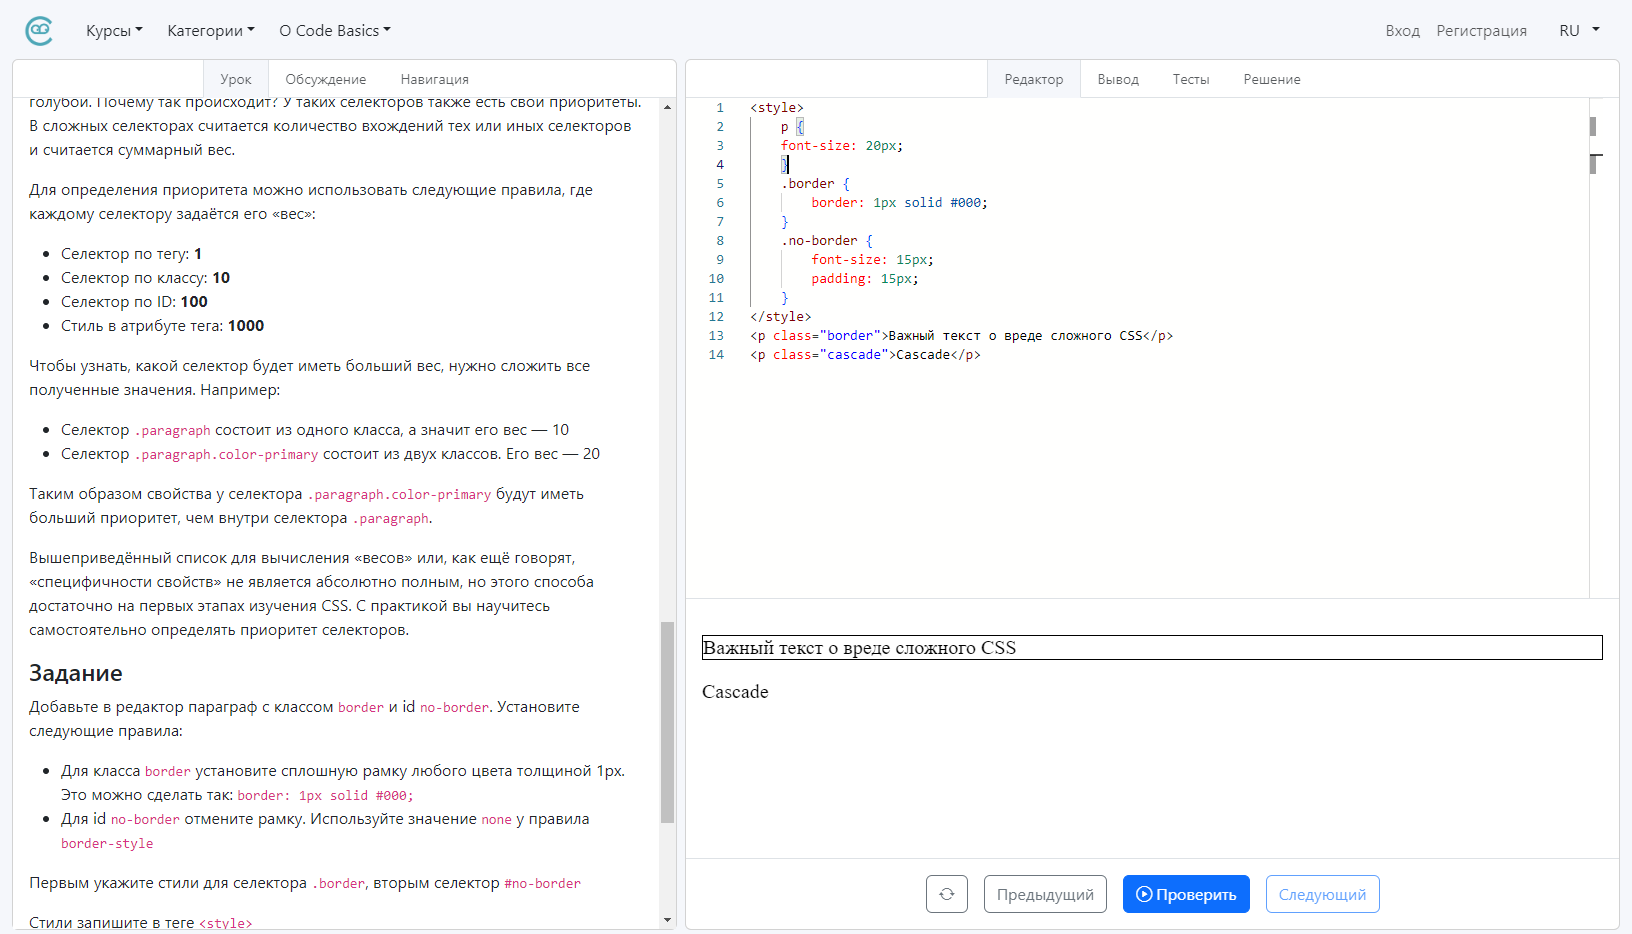 Курсы Категории О Code Basics Вход Регистрация RU
Урок Обсуждение Навигация
голубой. Почему так происходит? У таких селекторов также есть свои приоритеты.
В сложных селекторах считается количество вхождений тех или иных селекторов
и считается суммарный вес.
Для определения приоритета можно использовать следующие правила, где
каждому селектору задаётся его «вес»:
Селектор по тегу: 1
Селектор по классу: 10
Селектор по ID: 100
Стиль в атрибуте тега: 1000
Чтобы узнать, какой селектор будет иметь больший вес, нужно сложить все
полученные значения. Например:
Селектор .paragraph состоит из одного класса, а значит его вес — 10
Селектор .paragraph.color-primary состоит из двух классов. Его вес — 20
Таким образом свойства у селектора .paragraph.color-primary будут иметь
больший приоритет, чем внутри селектора .paragraph.
Вышеприведённый список для вычисления «весов» или, как ещё говорят,
«специфичности свойств» не является абсолютно полным, но этого способа
достаточно на первых этапах изучения CSS. С практикой вы научитесь
самостоятельно определять приоритет селекторов.
Задание
Добавьте в редактор параграф с классом border и id no-border. Установите
следующие правила:
Для класса border установите сплошную рамку любого цвета толщиной 1px.
Это можно сделать так: border: 1px solid #000;
Для id no-border отмените рамку. Используйте значение none у правила
border-style
Первым укажите стили для селектора .border, вторым селектор #no-border
Стили запишите в теге <style>
Редактор Вывод Тесты Решение
1 <style>
2 p {
3 font-size: 20px;
4 }
5 .border {
6 border: 1px solid #000;
7 }
8 .no-border {
9 font-size: 15px;
10 padding: 15px;
11 }
12 </style>
13 <p class="border">Важный текст о вреде сложного CSS</p>
14 <p class="cascade">Cascade</p>
Важный текст о вреде сложного CSS
Cascade
Предыдущий Проверить Следующий